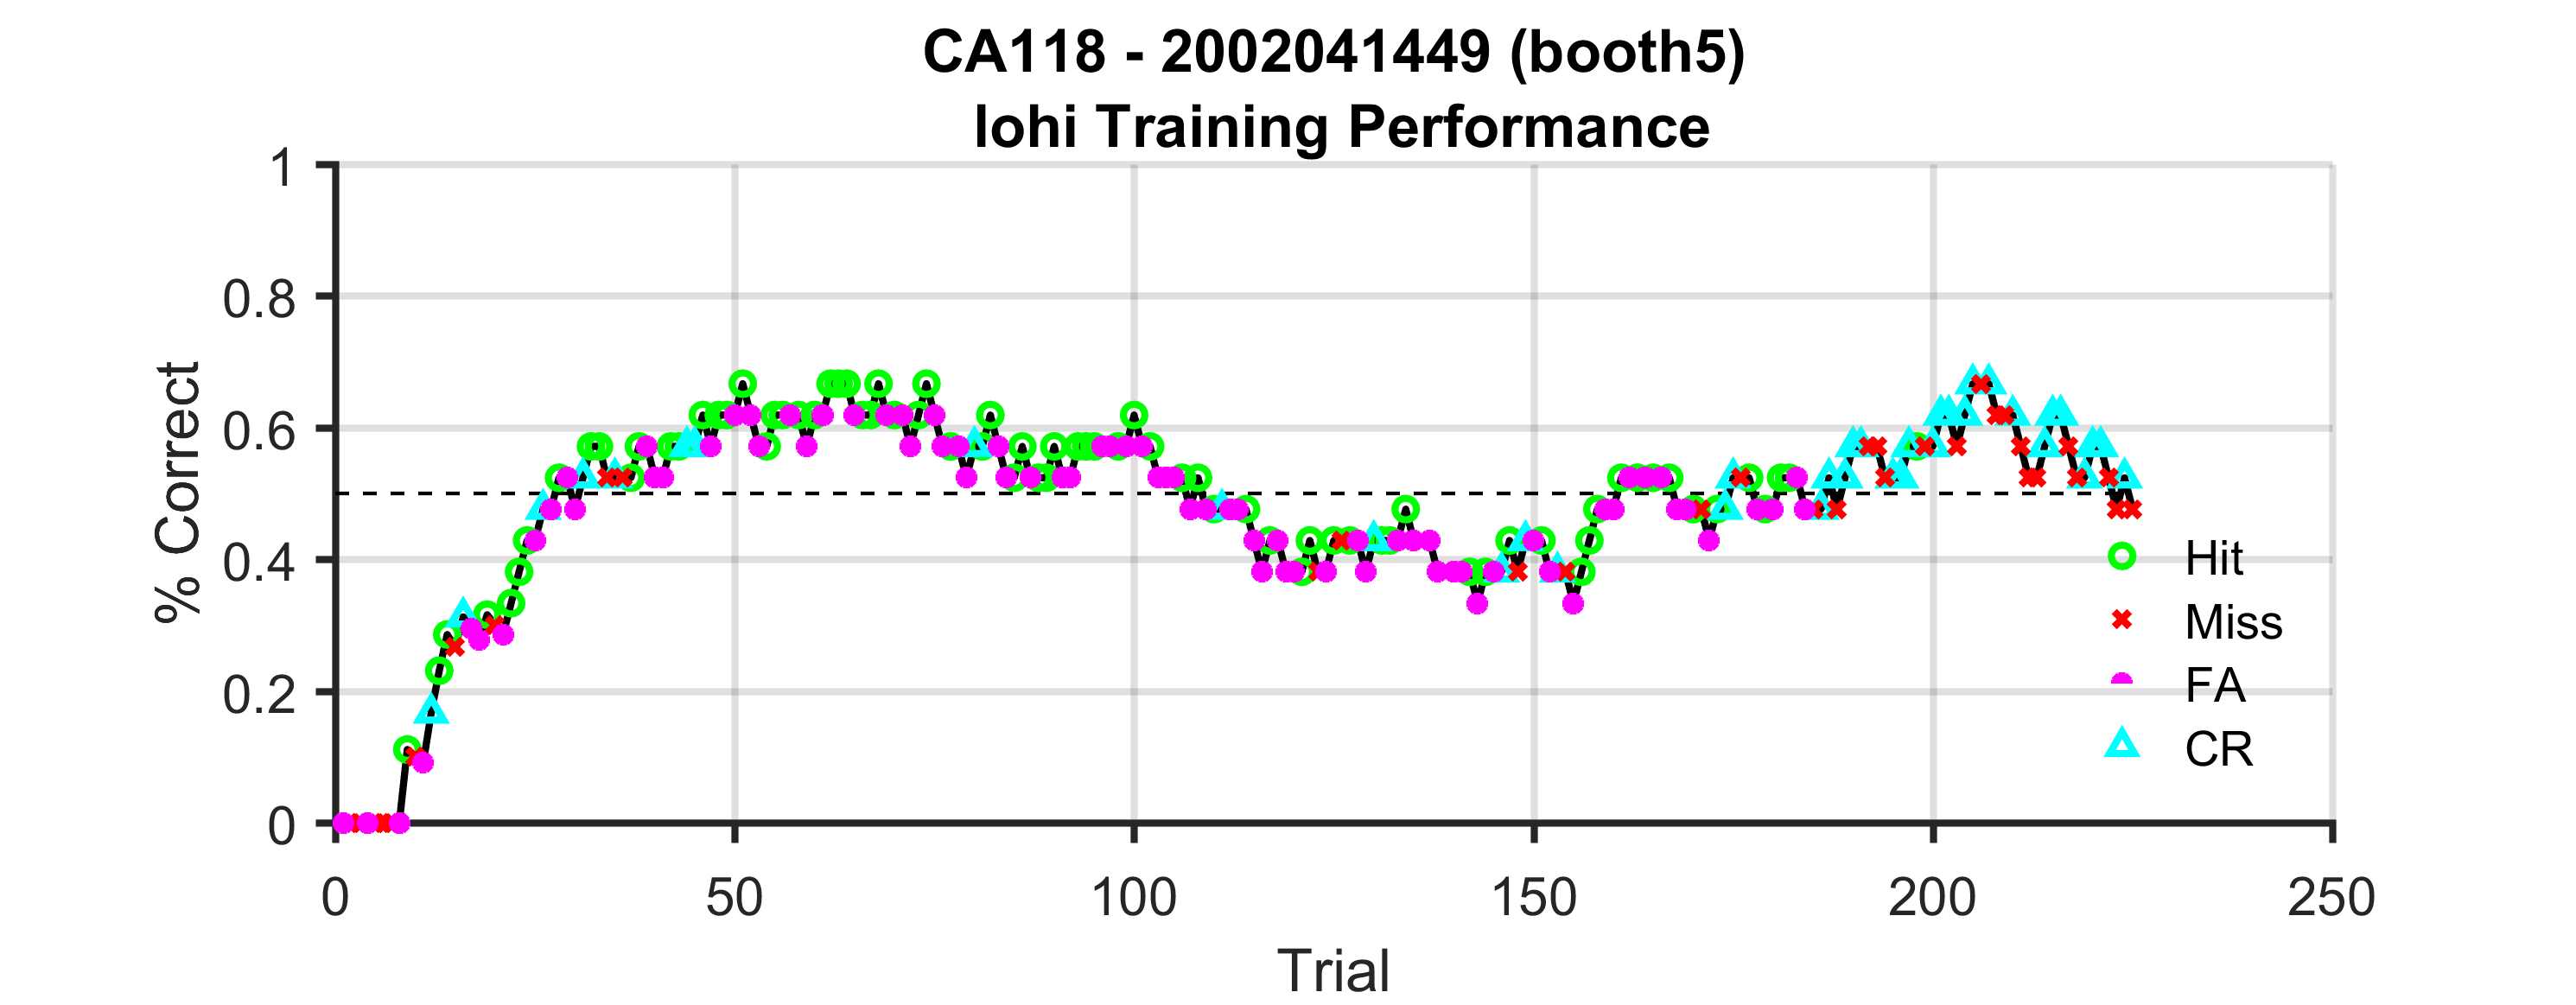 CA118 - 2002041449 (booth5)
lohi Training Performance
% Correct
1
0.8
0.6
0.4
0.2
0
0 50 100 150 200 250
Trial
Hit
Miss
FA
CR